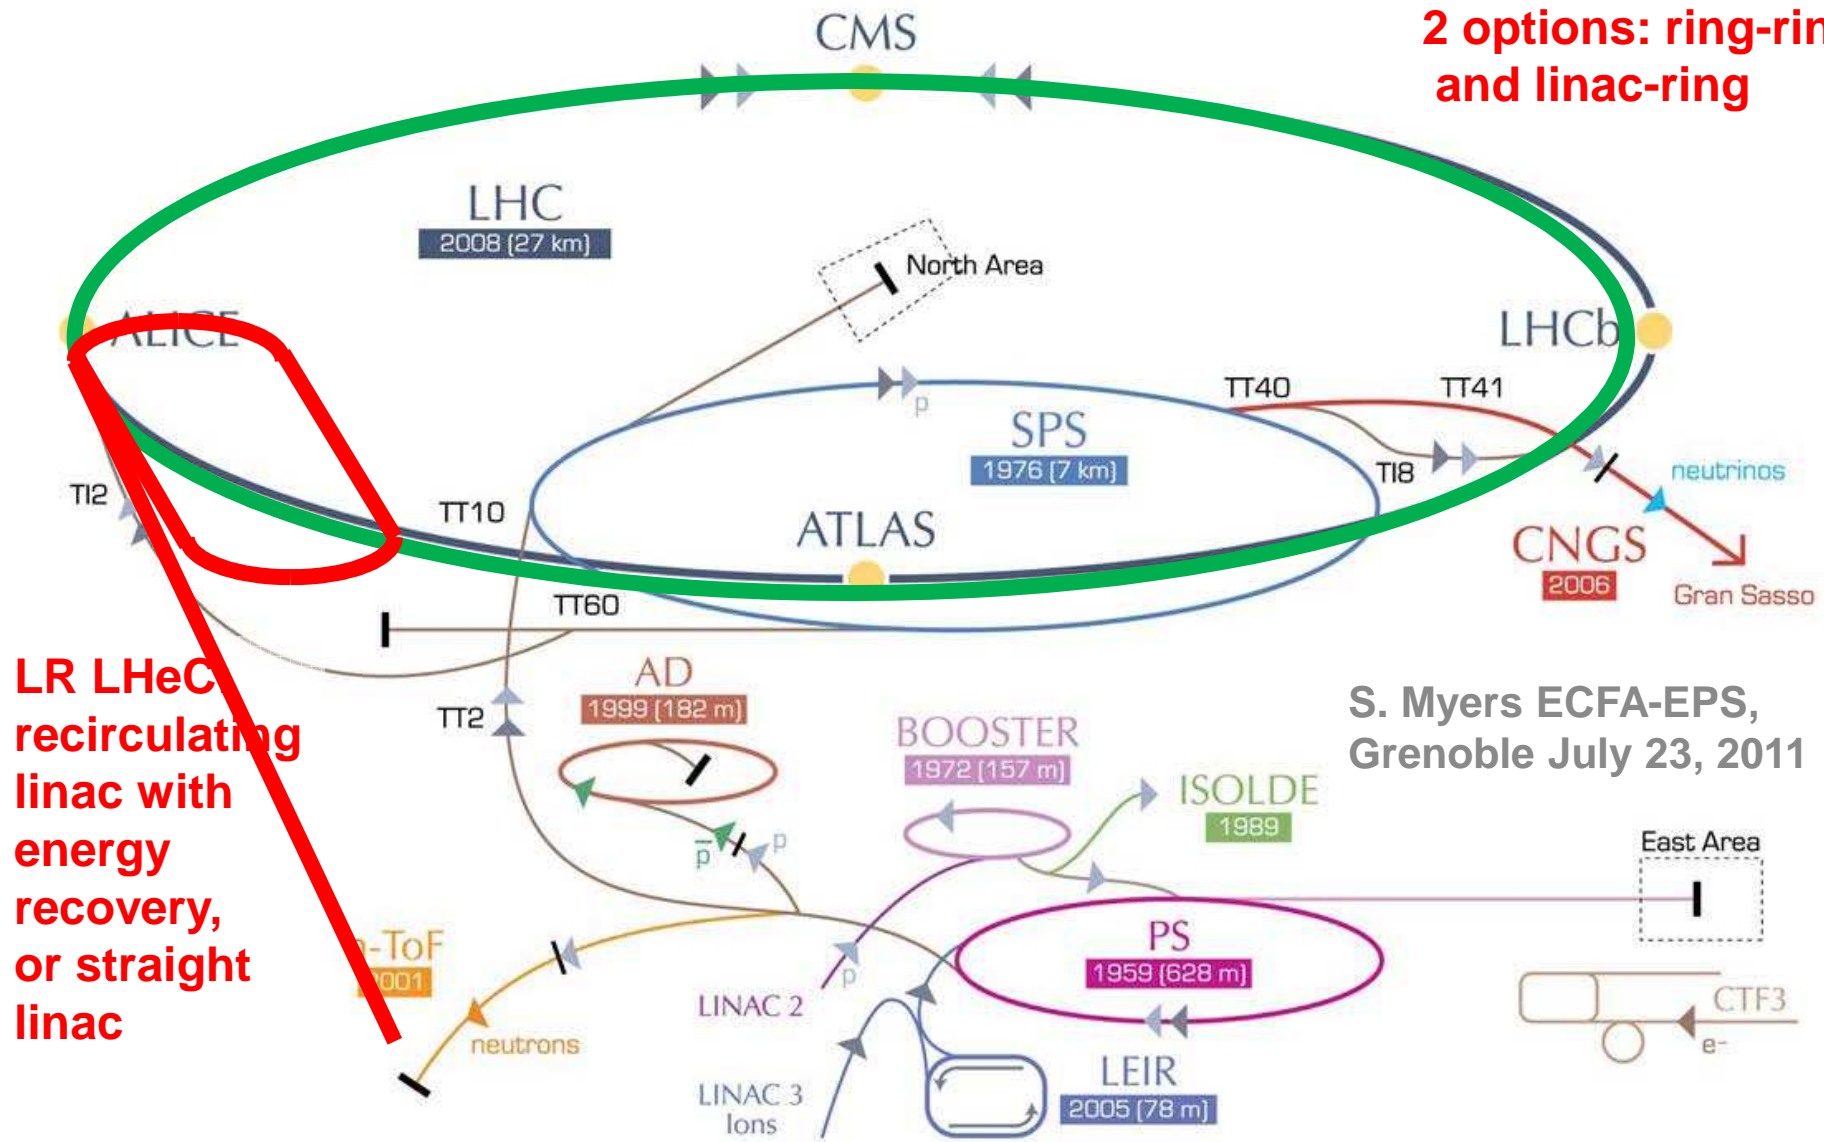 CMS
2 options: ring-rin
and linac-ring
LHC
2008 (27 km)
North Area
ALICE
LHCb
TT40
TT41
SPS
1976 (7 km)
p
TI8
neutrinos
TI2
TT10
ATLAS
CNGS
2006
Gran Sasso
TT60
LR LHeC
recirculating
linac with
energy
recovery,
or straight
linac
AD
1999 (182 m)
TT2
S. Myers ECFA-EPS,
Grenoble July 23, 2011
BOOSTER
1972 (157 m)
ISOLDE
1989
p̅
p
East Area
-ToF
2001
neutrons
PS
1959 (628 m)
LINAC 2
p
CTF3
e-
LINAC 3
Ions
LEIR
2005 (78 m)